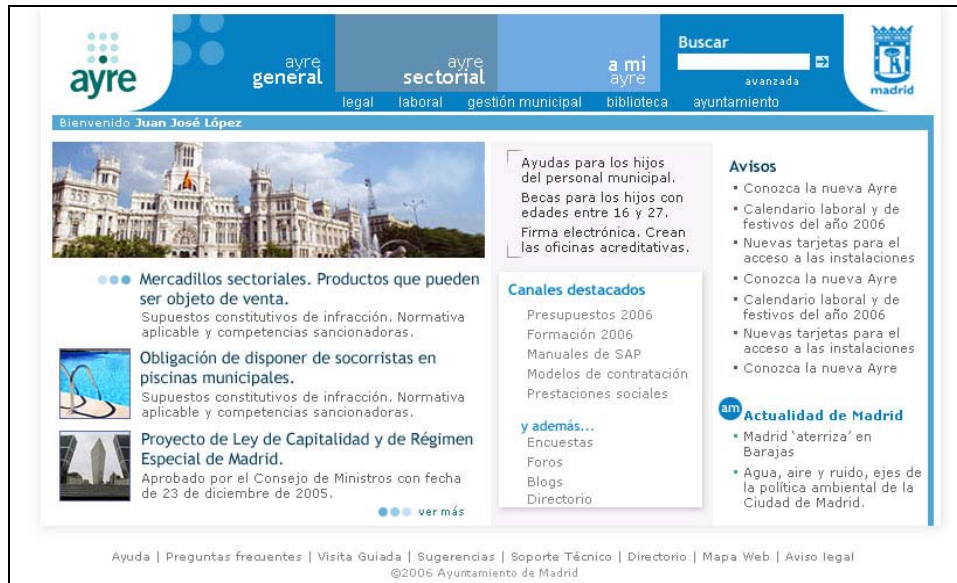 ayre
ayre
general
ayre
sectorial
a mi
ayre
Buscar
avanzada
madrid
legal laboral gestión municipal biblioteca ayuntamiento
Bienvenido Juan José López
Mercadillos sectoriales. Productos que pueden
ser objeto de venta.
Supuestos constitutivos de infracción. Normativa
aplicable y competencias sancionadoras.
Obligación de disponer de socorristas en
piscinas municipales.
Supuestos constitutivos de infracción. Normativa
aplicable y competencias sancionadoras.
Proyecto de Ley de Capitalidad y de Régimen
Especial de Madrid.
Aprobado por el Consejo de Ministros con fecha
de 23 de diciembre de 2005.
ver más
Ayudas para los hijos
del personal municipal.
Becas para los hijos con
edades entre 16 y 27.
Firma electrónica. Crean
las oficinas acreditativas.
Canales destacados
Presupuestos 2006
Formación 2006
Manuales de SAP
Modelos de contratación
Prestaciones sociales
y además...
Encuestas
Foros
Blogs
Directorio
Avisos
Conozca la nueva Ayre
Calendario laboral y de
festivos del año 2006
Nuevas tarjetas para el
acceso a las instalaciones
Conozca la nueva Ayre
Calendario laboral y de
festivos del año 2006
Nuevas tarjetas para el
acceso a las instalaciones
Conozca la nueva Ayre
am Actualidad de Madrid
Madrid 'aterriza' en
Barajas
Agua, aire y ruido, ejes de
la política ambiental de la
Ciudad de Madrid.
Ayuda | Preguntas frecuentes | Visita Guiada | Sugerencias | Soporte Técnico | Directorio | Mapa Web | Aviso legal
©2006 Ayuntamiento de Madrid